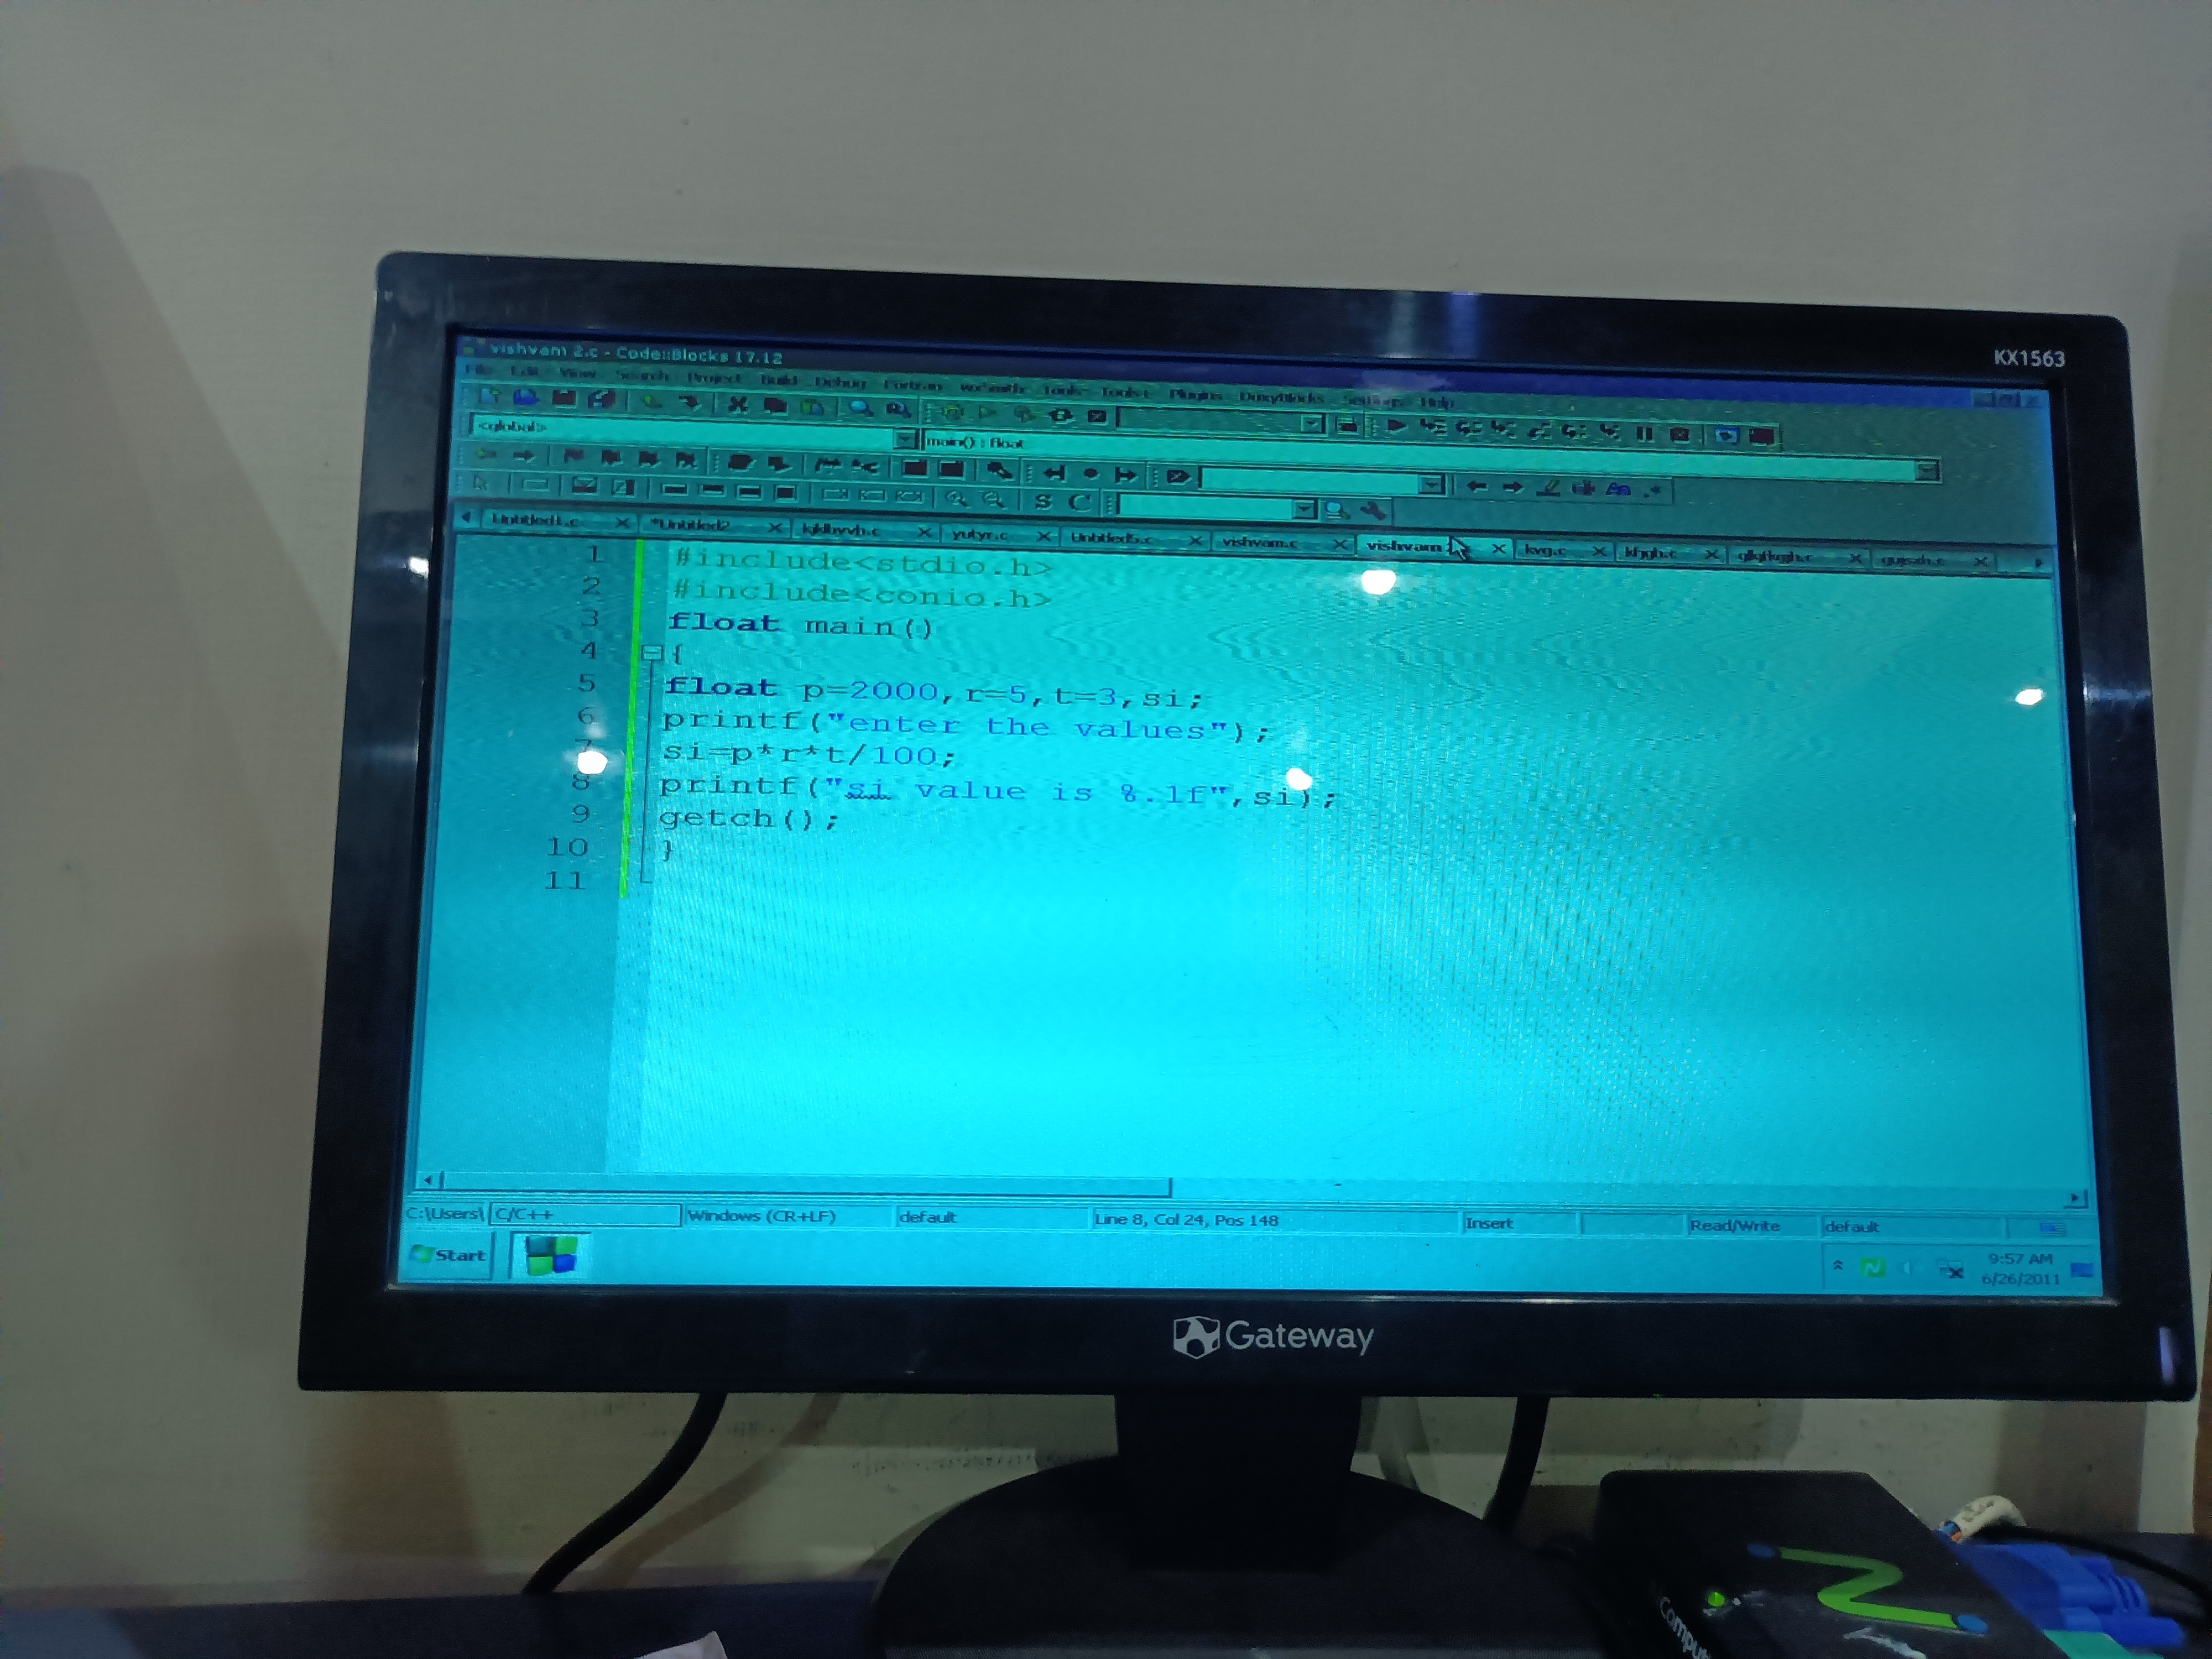 KX1563
vishvam 2.c - Code::Blocks 17.12
File Edit View Search Project Build Debug Fortran wxSmith Tools Tools+ Plugins DoxyBlocks Settings Help
<global>
main() : float
S C
Untitled1.c *Untitled2 yutyr.c Untitled5.c vishvam.c vishvam kvg.c
1 #include<stdio.h>
2 #include<conio.h>
3 float main()
4 {
5 float p=2000,r=5,t=3,si;
6 printf("enter the values");
7 si=p*r*t/100;
8 printf("si value is %.1f",si);
9 getch();
10 }
11
C:\Users\ C/C++ Windows (CR+LF) default Line 8, Col 24, Pos 148 Insert Read/Write default
Start
9:57 AM
6/26/2011
Gateway